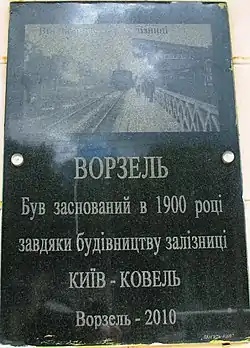 ВОРЗЕЛЬ
Був заснований в 1900 році
завдяки будівництву залізниці
КИЇВ - КОВЕЛЬ
Ворзель - 2010